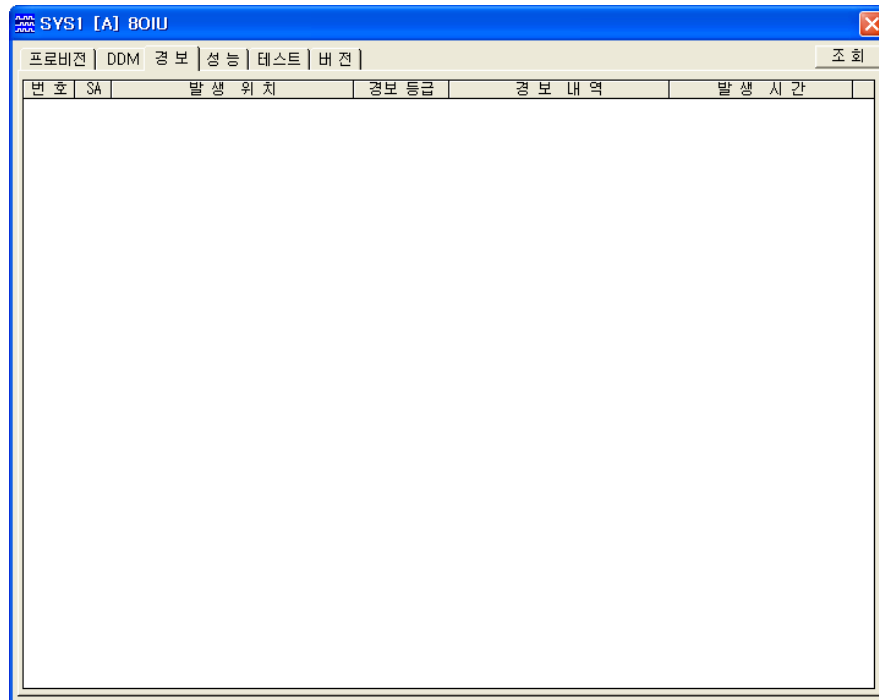 SYS1 [A] 8OIU
프로비전 DDM 경 보 성 능 테스트 버 전 조 회
번 호 SA 발 생 위 치 경보 등급 경 보 내 역 발 생 시 간